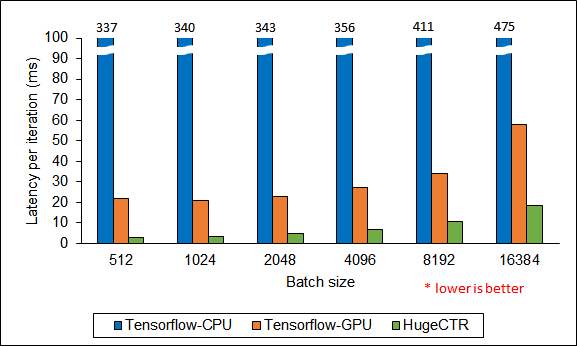 337 340 343 356 411 475
100
90
80
70
60
50
40
30
20
10
0
Latency per iteration (ms)
512 1024 2048 4096 8192 16384
Batch size
* lower is better
Tensorflow-CPU Tensorflow-GPU HugeCTR